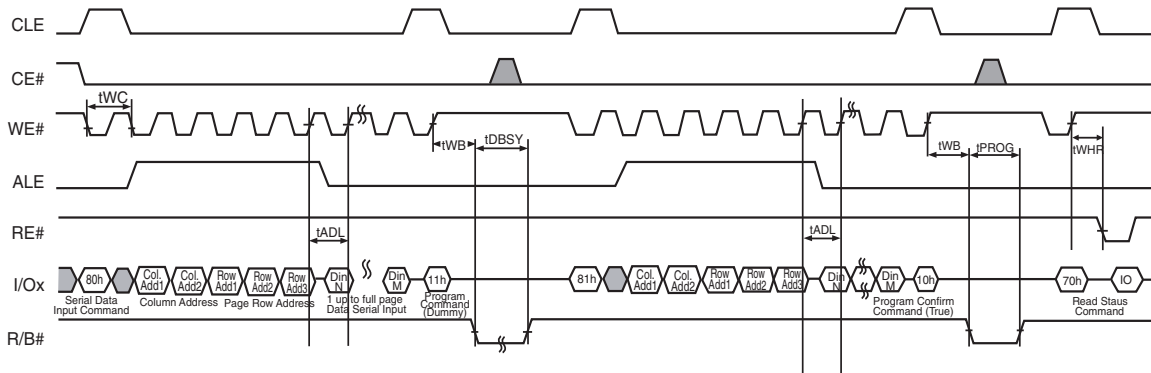 CLE
CE#
tWC
WE#
tWB
tDBSY
tWB
tPROG
tWHR
ALE
RE#
tADL
tADL
I/Ox
80h
Col. Add1
Col. Add2
Row Add1
Row Add2
Row Add3
Din N
Din M
11h
81h
Col. Add1
Col. Add2
Row Add1
Row Add2
Row Add3
Din N
Din M
10h
70h
IO
Serial Data
Input Command
Column Address
Page Row Address
1 up to full page
Data Serial Input
Program
Command
(Dummy)
Program Confirm
Command (True)
Read Staus
Command
R/B#